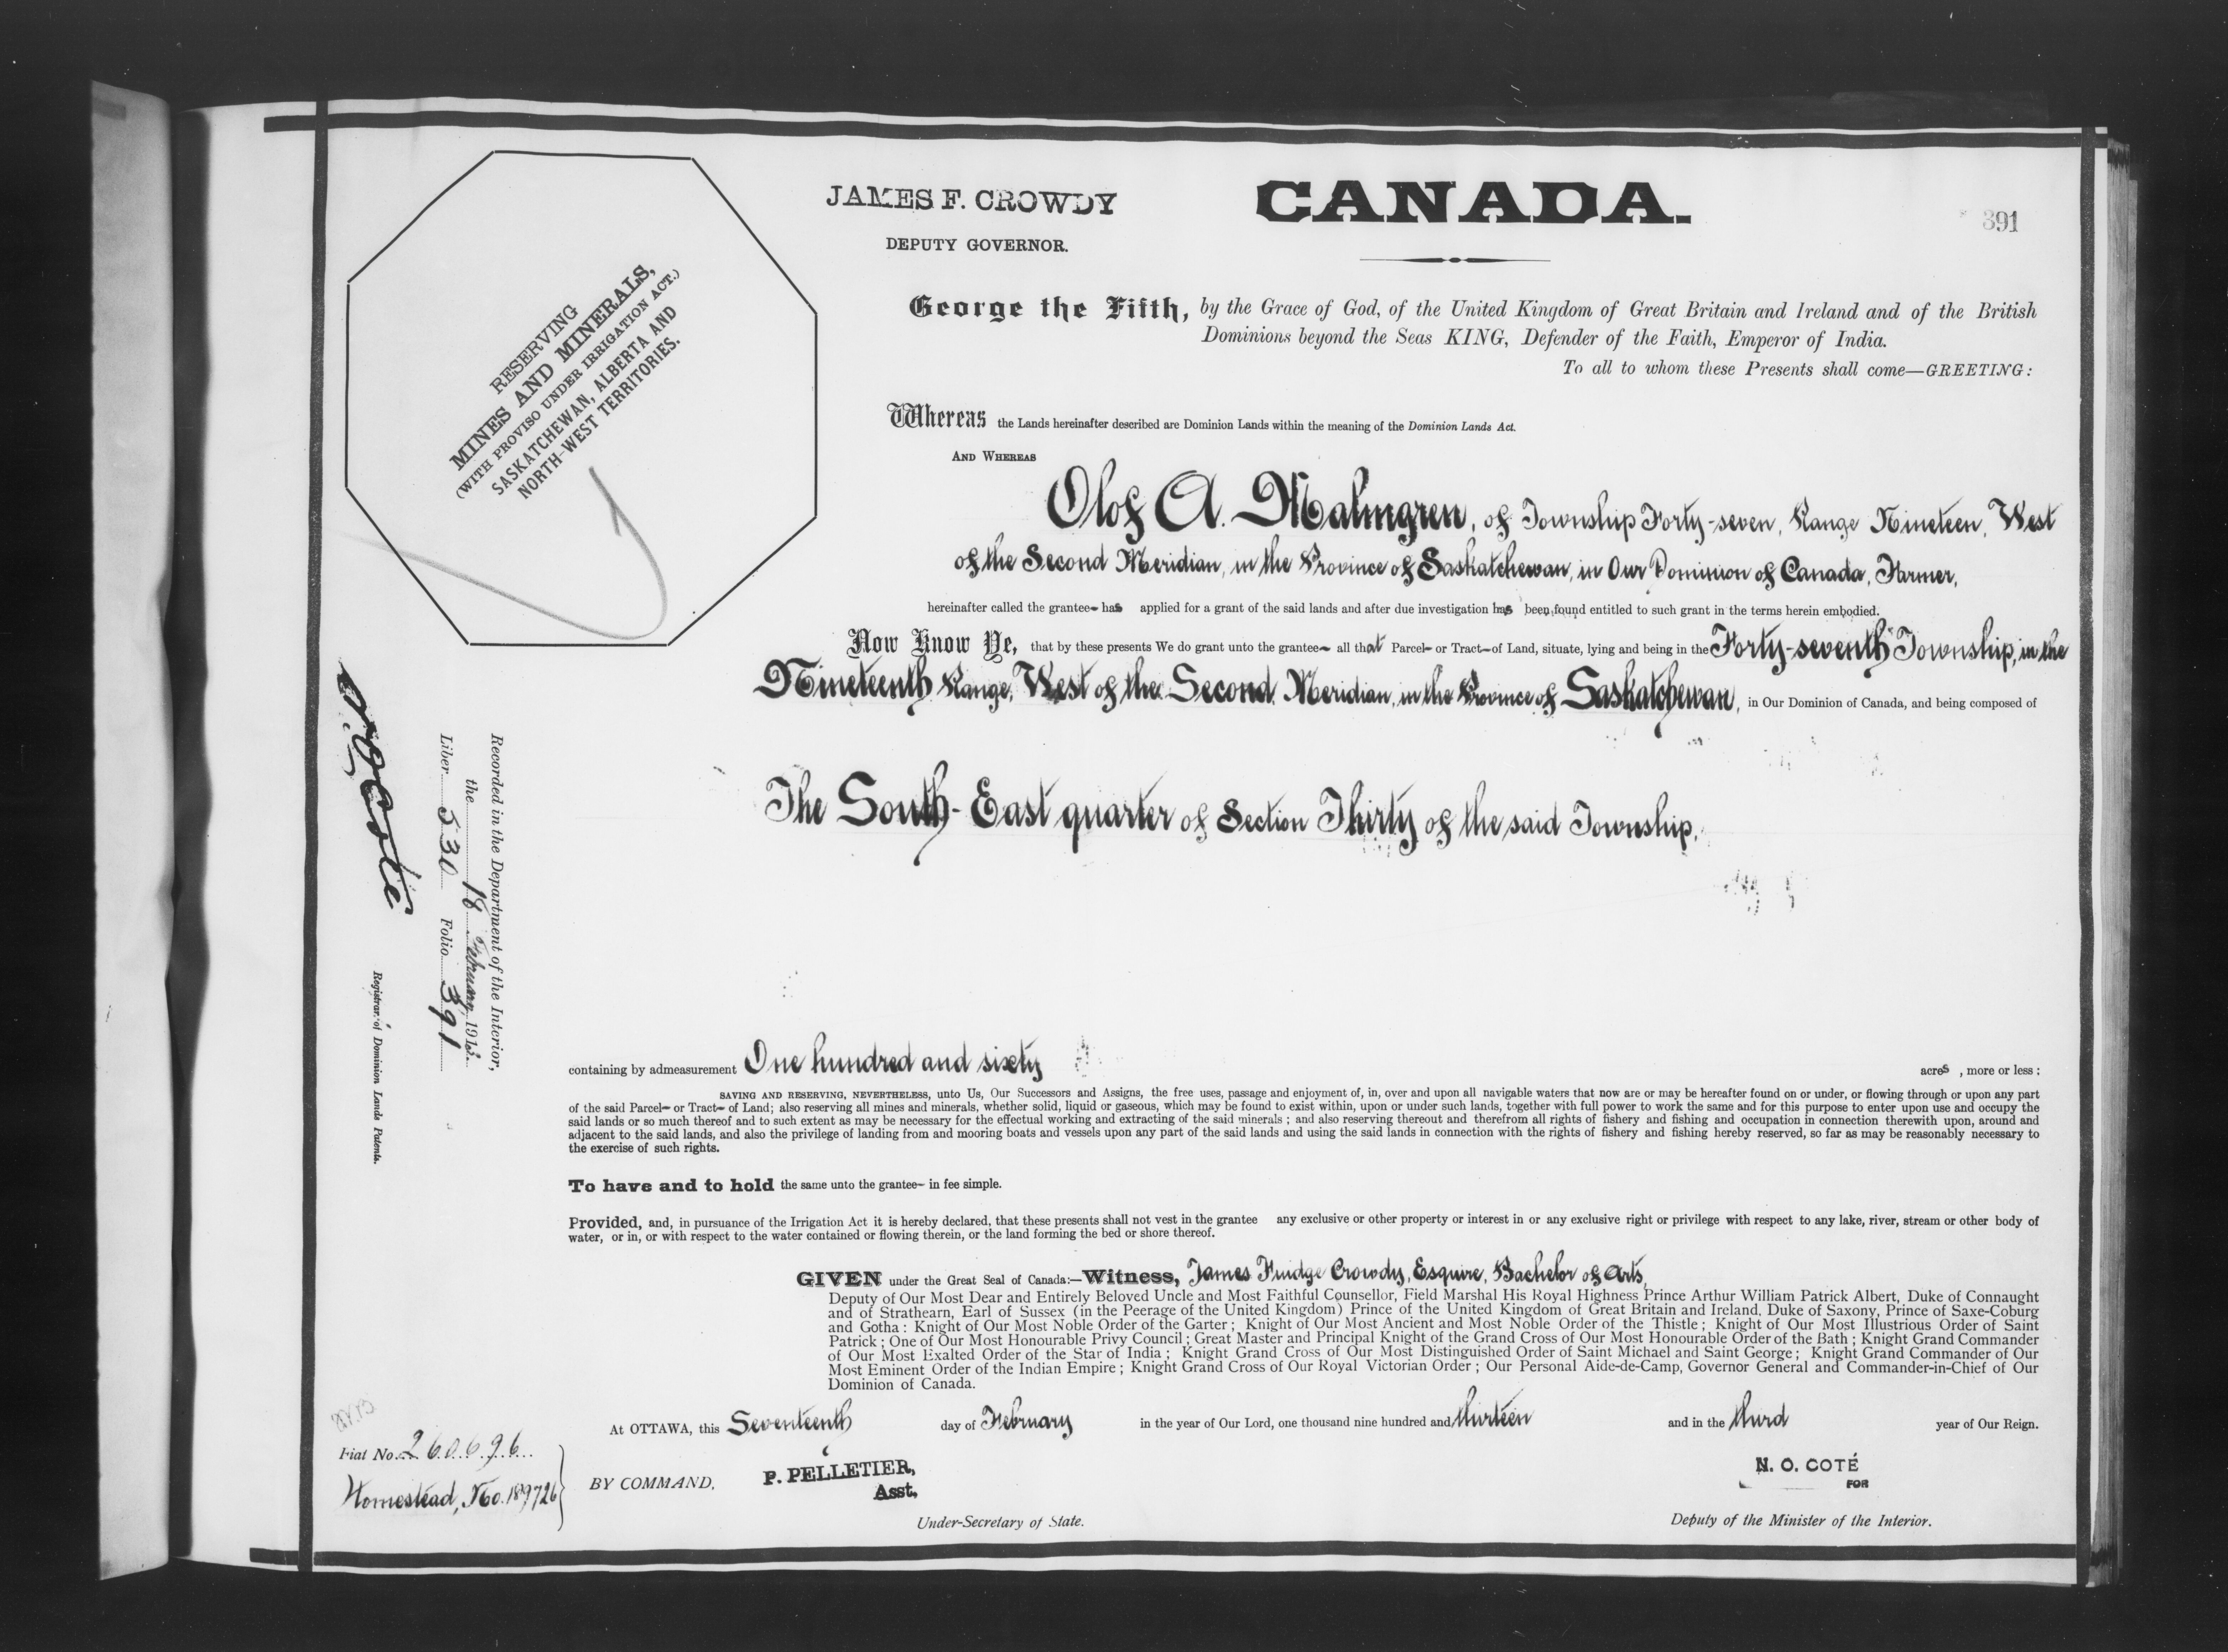 JAMES F. CROWDY
DEPUTY GOVERNOR.
CANADA.
391
RESERVING
MINES AND MINERALS,
(WITH PROVISO UNDER IRRIGATION ACT.)
SASKATCHEWAN, ALBERTA AND
NORTH-WEST TERRITORIES.
George the Fifth, by the Grace of God, of the United Kingdom of Great Britain and Ireland and of the British
Dominions beyond the Seas KING, Defender of the Faith, Emperor of India.
To all to whom these Presents shall come—GREETING:
Whereas the Lands hereinafter described are Dominion Lands within the meaning of the Dominion Lands Act.
AND WHEREAS
Olof A. Malmgren, of Township Forty-seven, Range Nineteen, West
of the Second Meridian, in the Province of Saskatchewan, in Our Dominion of Canada, Farmer,
hereinafter called the grantee has applied for a grant of the said lands and after due investigation has been found entitled to such grant in the terms herein embodied.
Now Know Ye, that by these presents We do grant unto the grantee all that Parcel or Tract of Land, situate, lying and being in the Forty-seventh Township, in the
Nineteenth Range, West of the Second Meridian, in the Province of Saskatchewan, in Our Dominion of Canada, and being composed of
The South-East quarter of Section Thirty of the said Township,
containing by admeasurement One hundred and sixty acres, more or less:
SAVING AND RESERVING, NEVERTHELESS, unto Us, Our Successors and Assigns, the free uses, passage and enjoyment of, in, over and upon all navigable waters that now are or may be hereafter found on or under, or flowing through or upon any part
of the said Parcel or Tract of Land; also reserving all mines and minerals, whether solid, liquid or gaseous, which may be found to exist within, upon or under such lands, together with full power to work the same and for this purpose to enter upon use and occupy the
said lands or so much thereof and to such extent as may be necessary for the effectual working and extracting of the said minerals; and also reserving thereout and therefrom all rights of fishery and fishing and occupation in connection therewith upon, around and
adjacent to the said lands, and also the privilege of landing from and mooring boats and vessels upon any part of the said lands and using the said lands in connection with the rights of fishery and fishing hereby reserved, so far as may be reasonably necessary to
the exercise of such rights.
To have and to hold the same unto the grantee in fee simple.
Provided, and, in pursuance of the Irrigation Act it is hereby declared, that these presents shall not vest in the grantee any exclusive or other property or interest in or any exclusive right or privilege with respect to any lake, river, stream or other body of
water, or in, or with respect to the water contained or flowing therein, or the land forming the bed or shore thereof.
GIVEN under the Great Seal of Canada:—Witness, James Fudge Crowdy, Esquire, Bachelor of Arts,
Deputy of Our Most Dear and Entirely Beloved Uncle and Most Faithful Counsellor, Field Marshal His Royal Highness Prince Arthur William Patrick Albert, Duke of Connaught
and of Strathearn, Earl of Sussex (in the Peerage of the United Kingdom) Prince of the United Kingdom of Great Britain and Ireland, Duke of Saxony, Prince of Saxe-Coburg
and Gotha: Knight of Our Most Noble Order of the Garter; Knight of Our Most Ancient and Most Noble Order of the Thistle; Knight of Our Most Illustrious Order of Saint
Patrick; One of Our Most Honourable Privy Council; Great Master and Principal Knight of the Grand Cross of Our Most Honourable Order of the Bath; Knight Grand Commander
of Our Most Exalted Order of the Star of India; Knight Grand Cross of Our Most Distinguished Order of Saint Michael and Saint George; Knight Grand Commander of Our
Most Eminent Order of the Indian Empire; Knight Grand Cross of Our Royal Victorian Order; Our Personal Aide-de-Camp, Governor General and Commander-in-Chief of Our
Dominion of Canada.
At OTTAWA, this Seventeenth day of February in the year of Our Lord, one thousand nine hundred and thirteen and in the third year of Our Reign.
BY COMMAND,
P. PELLETIER,
Asst.
Under-Secretary of State.
N. O. COTÉ
FOR
Deputy of the Minister of the Interior.
Recorded in the Department of the Interior,
the 18 February 1913.
Liber 530 Folio 391
N O Coté
Registrar of Dominion Lands Patents.
Fiat No. 260696
Homestead, No. 189726